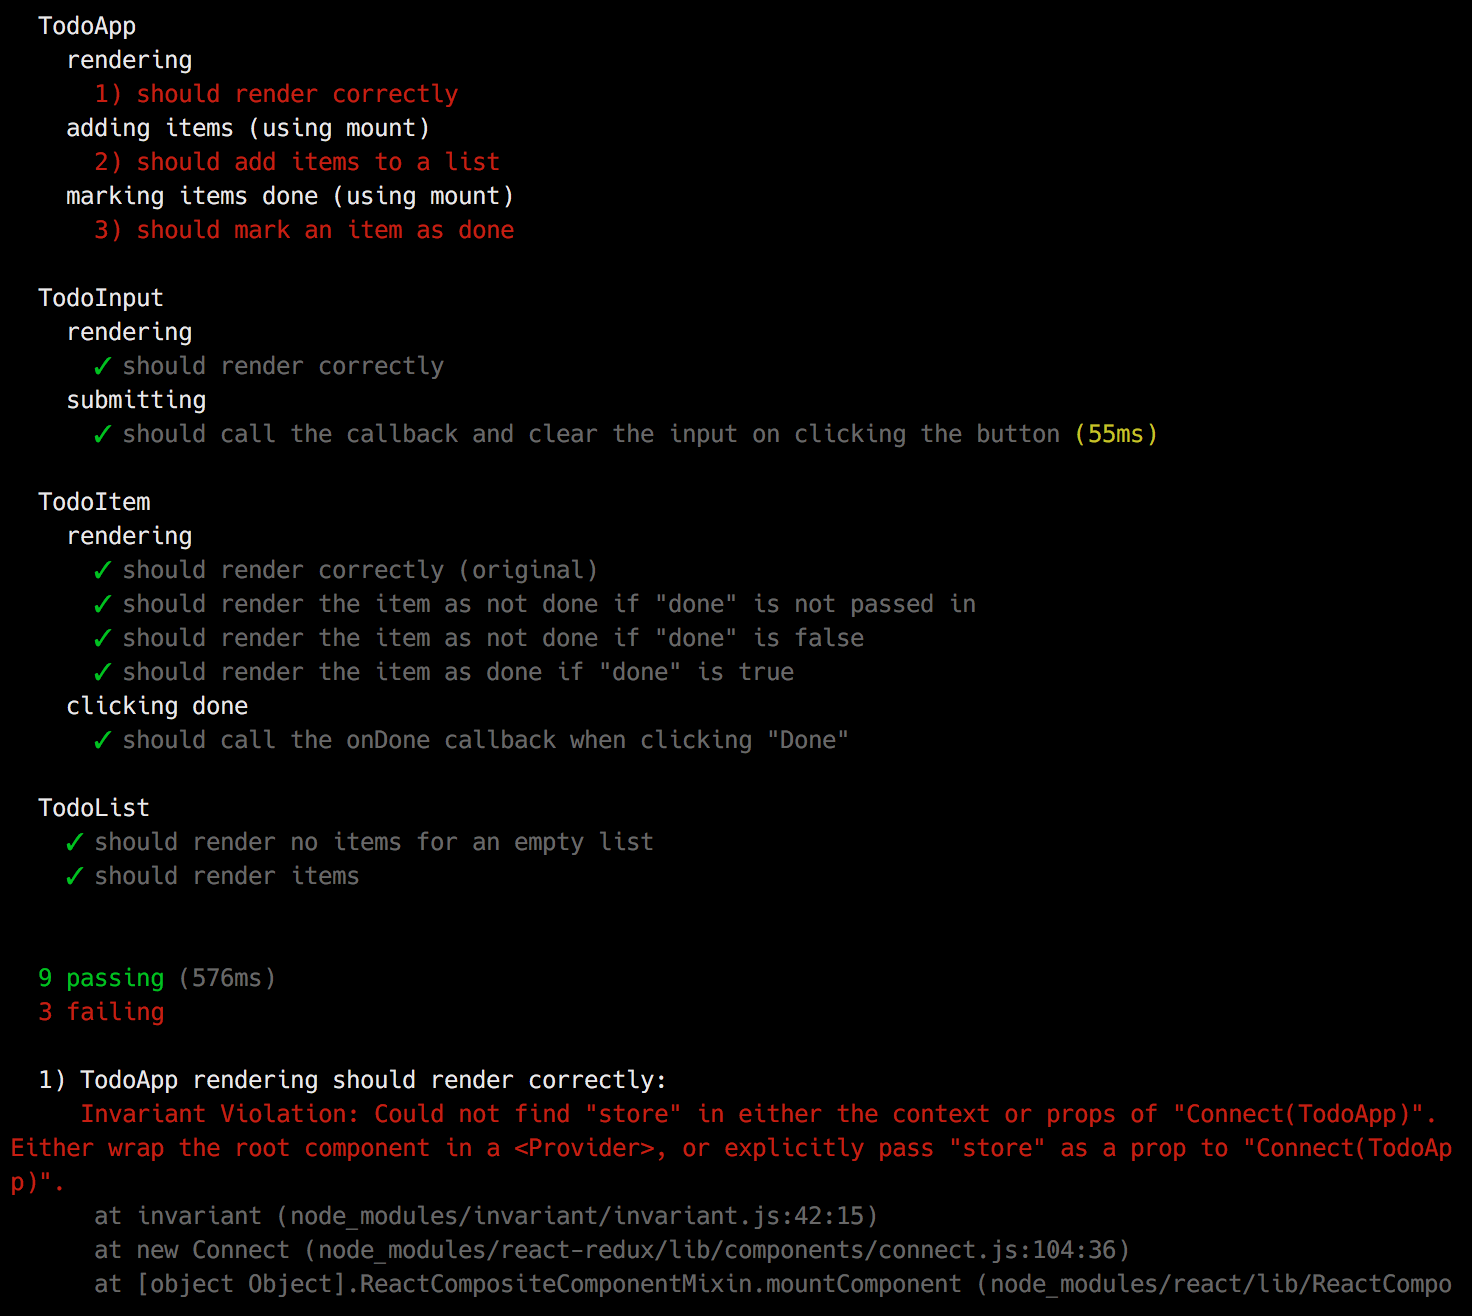 TodoApp
rendering
1) should render correctly
adding items (using mount)
2) should add items to a list
marking items done (using mount)
3) should mark an item as done
TodoInput
rendering
✓ should render correctly
submitting
✓ should call the callback and clear the input on clicking the button (55ms)
TodoItem
rendering
✓ should render correctly (original)
✓ should render the item as not done if "done" is not passed in
✓ should render the item as not done if "done" is false
✓ should render the item as done if "done" is true
clicking done
✓ should call the onDone callback when clicking "Done"
TodoList
✓ should render no items for an empty list
✓ should render items
9 passing (576ms)
3 failing
1) TodoApp rendering should render correctly:
Invariant Violation: Could not find "store" in either the context or props of "Connect(TodoApp)".
Either wrap the root component in a <Provider>, or explicitly pass "store" as a prop to "Connect(TodoAp
p)".
at invariant (node_modules/invariant/invariant.js:42:15)
at new Connect (node_modules/react-redux/lib/components/connect.js:104:36)
at [object Object].ReactCompositeComponentMixin.mountComponent (node_modules/react/lib/ReactCompo